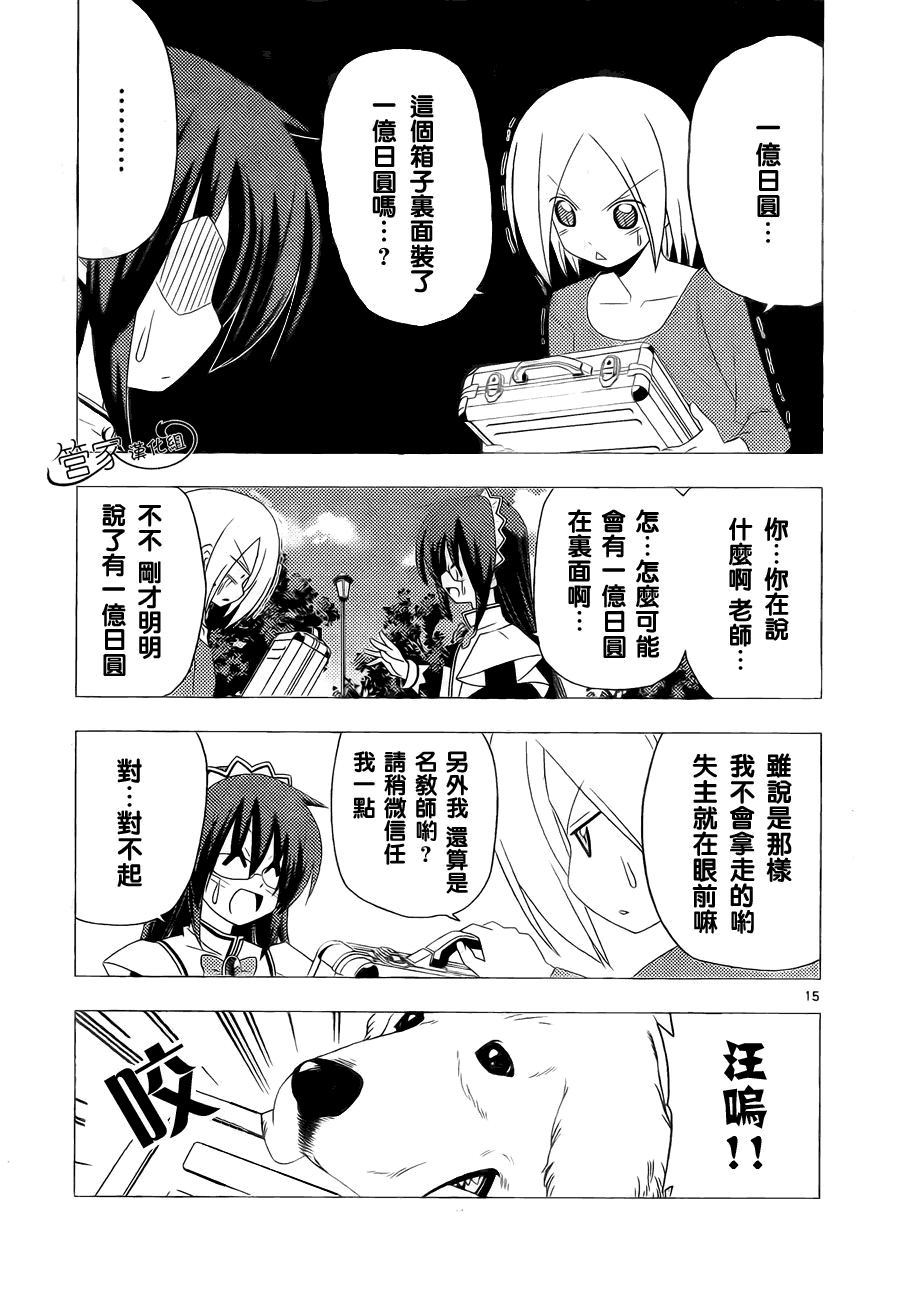 一億日圓…
這個箱子裏面裝了
一億日圓嗎…?
………
管家
漢化組
你…你在說
什麼啊 老師…
怎…怎麼可能
會有一億日圓
在裏面啊…
不不 剛才明明
說了有一億日圓
雖說是那樣
我不會拿走的喲
失主就在眼前嘛
另外我 還算是
名教師喲?
請稍微信任
我一點
對…對不起
15
汪嗚!!
咬